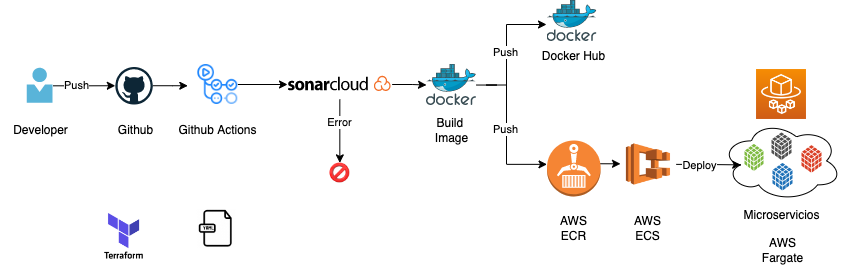 docker
Push
Docker Hub
Push
sonarcloud
docker
Developer
Github
Github Actions
Error
Build
Image
Push
Deploy
AWS
ECR
AWS
ECS
Microservicios
AWS
Fargate
Terraform
YAML